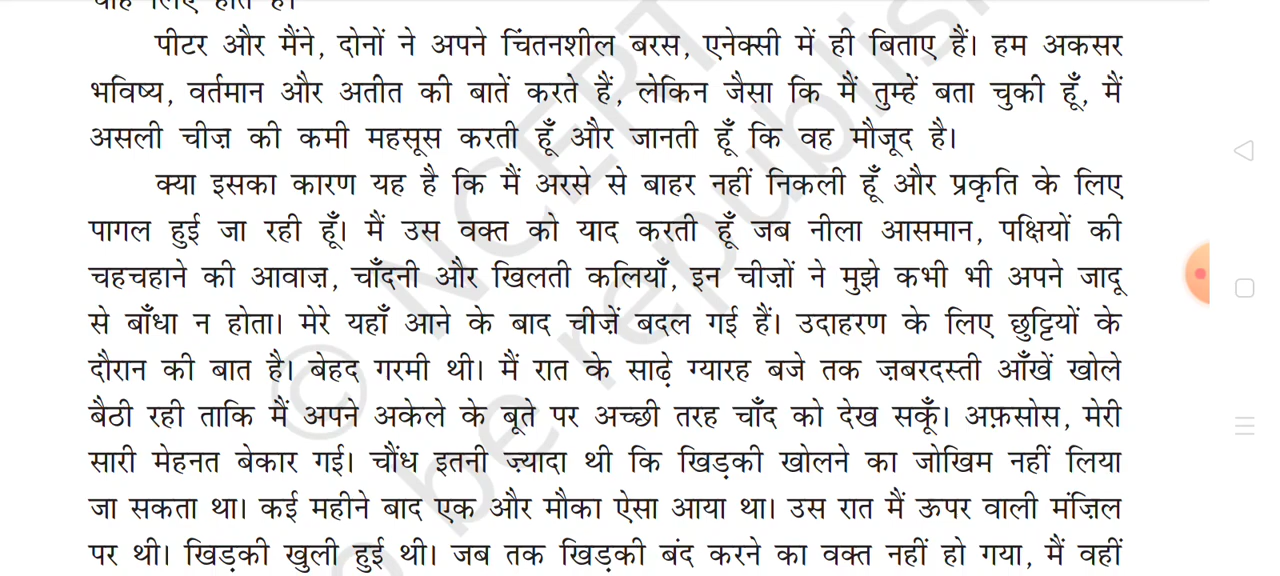 पीटर और मैंने, दोनों ने अपने चिंतनशील बरस, एनेक्सी में ही बिताए हैं। हम अकसर
भविष्य, वर्तमान और अतीत की बातें करते हैं, लेकिन जैसा कि मैं तुम्हें बता चुकी हूँ, मैं
असली चीज़ की कमी महसूस करती हूँ और जानती हूँ कि वह मौजूद है।
क्या इसका कारण यह है कि मैं अरसे से बाहर नहीं निकली हूँ और प्रकृति के लिए
पागल हुई जा रही हूँ। मैं उस वक्त को याद करती हूँ जब नीला आसमान, पक्षियों की
चहचहाने की आवाज़, चाँदनी और खिलती कलियाँ, इन चीज़ों ने मुझे कभी भी अपने जादू
से बाँधा न होता। मेरे यहाँ आने के बाद चीज़ें बदल गई हैं। उदाहरण के लिए छुट्टियों के
दौरान की बात है। बेहद गरमी थी। मैं रात के साढ़े ग्यारह बजे तक ज़बरदस्ती आँखें खोले
बैठी रही ताकि मैं अपने अकेले के बूते पर अच्छी तरह चाँद को देख सकूँ। अफ़सोस, मेरी
सारी मेहनत बेकार गई। चौंध इतनी ज़्यादा थी कि खिड़की खोलने का जोखिम नहीं लिया
जा सकता था। कई महीने बाद एक और मौका ऐसा आया था। उस रात मैं ऊपर वाली मंज़िल
पर थी। खिड़की खुली हुई थी। जब तक खिड़की बंद करने का वक्त नहीं हो गया, मैं वहीं
© NCERT
be republish